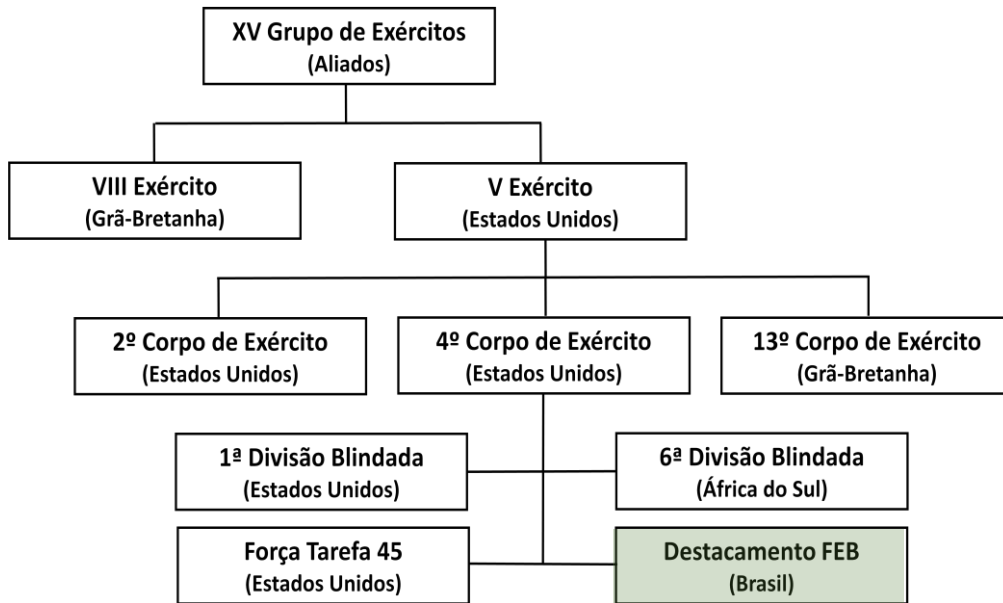 XV Grupo de Exércitos
(Aliados)
VIII Exército
(Grã-Bretanha)
V Exército
(Estados Unidos)
2º Corpo de Exército
(Estados Unidos)
4º Corpo de Exército
(Estados Unidos)
13º Corpo de Exército
(Grã-Bretanha)
1ª Divisão Blindada
(Estados Unidos)
6ª Divisão Blindada
(África do Sul)
Força Tarefa 45
(Estados Unidos)
Destacamento FEB
(Brasil)